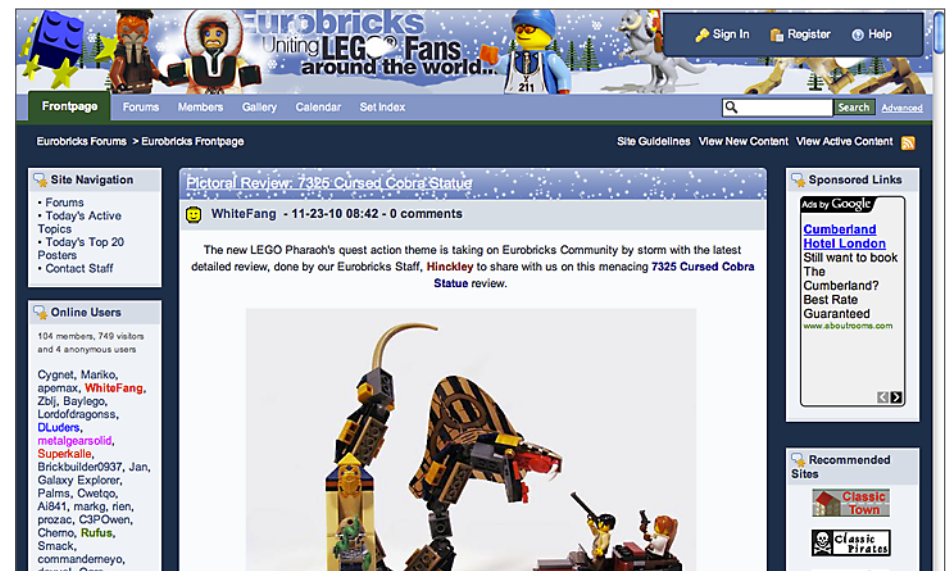 Eurobricks
Uniting LEGO® Fans
around the world...
211
Sign In Register Help
Frontpage Forums Members Gallery Calendar Set Index
Search Advanced
Eurobricks Forums > Eurobricks Frontpage
Site Guidelines View New Content View Active Content
Site Navigation
• Forums
• Today's Active
Topics
• Today's Top 20
Posters
• Contact Staff
Online Users
104 members, 749 visitors
and 4 anonymous users
Cygnet, Mariko,
apemax, WhiteFang,
Zblj, Baylego,
Lordofdragonss,
DLuders,
metalgearsolid,
Superkalle,
Brickbuilder0937, Jan,
Galaxy Explorer,
Palms, Cwetqo,
Ai841, markg, rien,
prozac, C3POwen,
Chemo, Rufus,
Smack,
commanderneyo,
Pictoral Review: 7325 Cursed Cobra Statue
WhiteFang - 11-23-10 08:42 - 0 comments
The new LEGO Pharaoh's quest action theme is taking on Eurobricks Community by storm with the latest
detailed review, done by our Eurobricks Staff, Hinckley to share with us on this menacing 7325 Cursed Cobra
Statue review.
Sponsored Links
Ads by Google
Cumberland
Hotel London
Still want to book
The
Cumberland?
Best Rate
Guaranteed
www.aboutrooms.com
Recommended
Sites
Classic
Town
Classic
Pirates